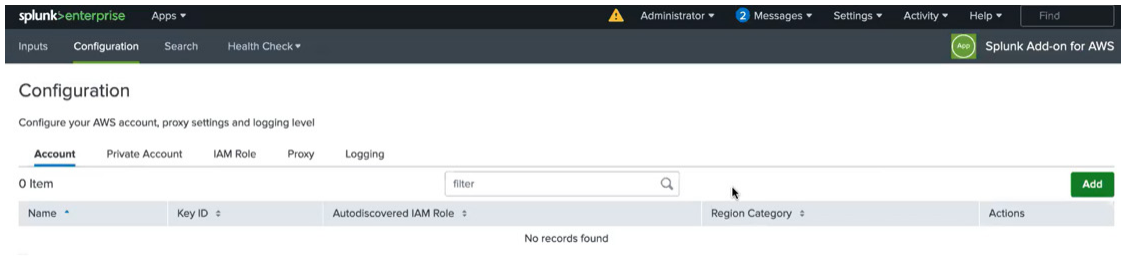 splunk>enterprise Apps Administrator 2 Messages Settings Activity Help Find
Inputs Configuration Search Health Check App Splunk Add-on for AWS
Configuration
Configure your AWS account, proxy settings and logging level
Account Private Account IAM Role Proxy Logging
0 Item filter Add
Name Key ID Autodiscovered IAM Role Region Category Actions
No records found